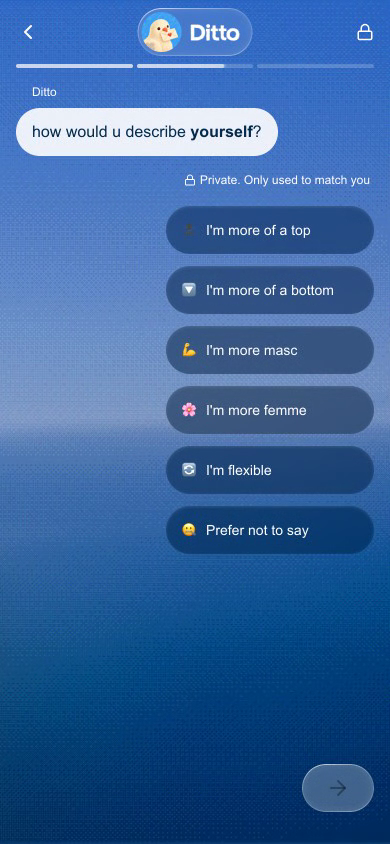 Ditto
Ditto
how would u describe yourself?
Private. Only used to match you
I'm more of a top
I'm more of a bottom
I'm more masc
I'm more femme
I'm flexible
Prefer not to say